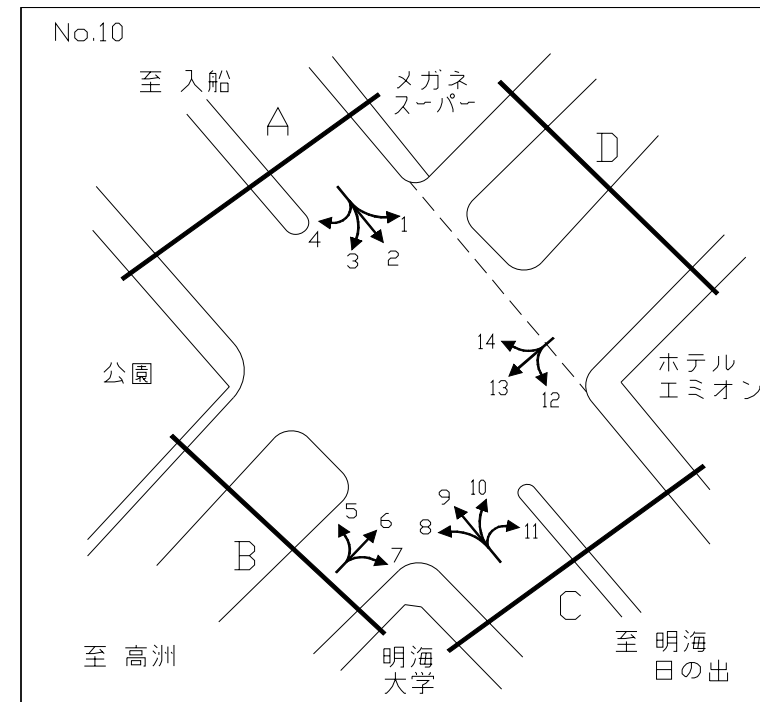 No.10
至 入船
A
メガネ
スーパー
D
1
2
3
4
公園
14
13
12
ホテル
エミオン
5
6
7
8
9
10
11
B
C
至 高洲
明海
大学
至 明海
日の出